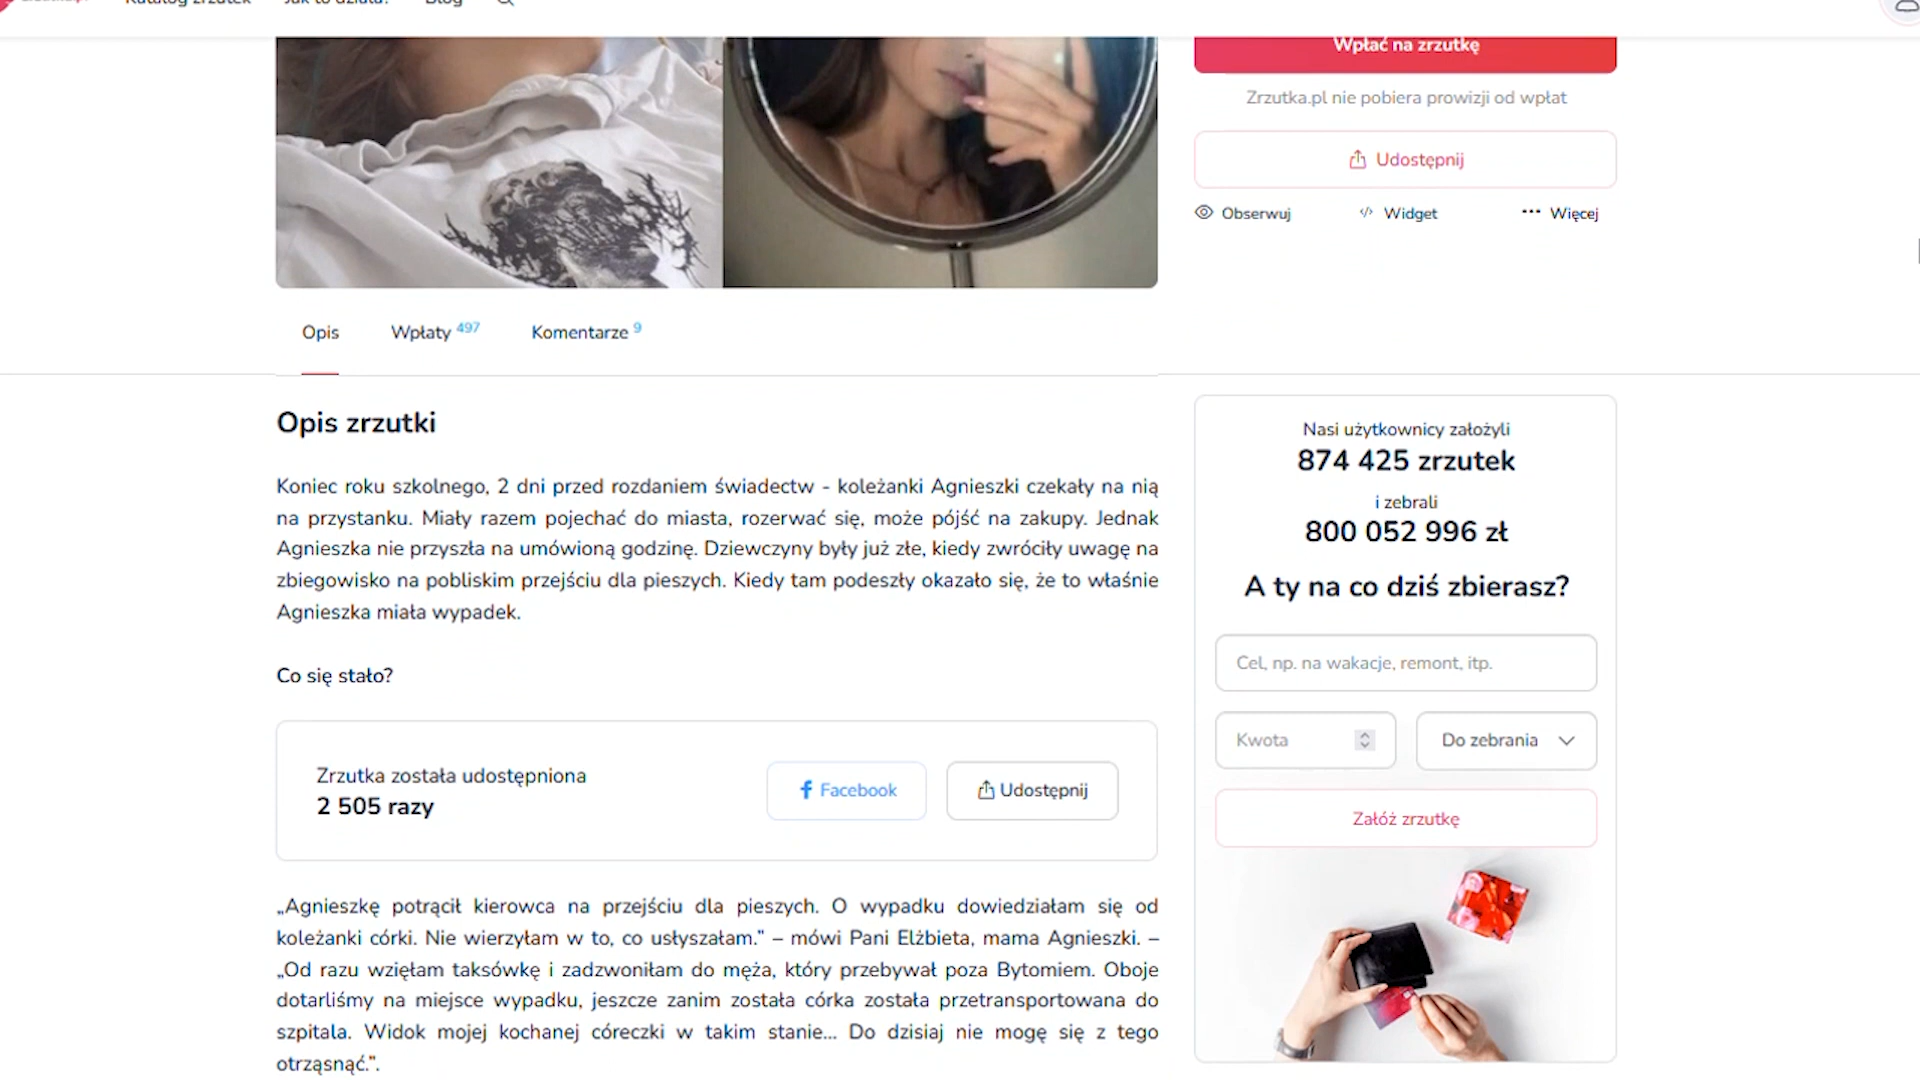 Katalog zrzutek Jak to działa? Blog
Wpłać na zrzutkę
Zrzutka.pl nie pobiera prowizji od wpłat
Udostępnij
Obserwuj Widget Więcej
Opis Wpłaty 497 Komentarze 9
Opis zrzutki
Koniec roku szkolnego, 2 dni przed rozdaniem świadectw - koleżanki Agnieszki czekały na nią
na przystanku. Miały razem pojechać do miasta, rozerwać się, może pójść na zakupy. Jednak
Agnieszka nie przyszła na umówioną godzinę. Dziewczyny były już złe, kiedy zwróciły uwagę na
zbiegowisko na pobliskim przejściu dla pieszych. Kiedy tam podeszły okazało się, że to właśnie
Agnieszka miała wypadek.
Co się stało?
Zrzutka została udostępniona
2 505 razy
Facebook
Udostępnij
„Agnieszkę potrącił kierowca na przejściu dla pieszych. O wypadku dowiedziałam się od
koleżanki córki. Nie wierzyłam w to, co usłyszałam.” – mówi Pani Elżbieta, mama Agnieszki. –
„Od razu wzięłam taksówkę i zadzwoniłam do męża, który przebywał poza Bytomiem. Oboje
dotarliśmy na miejsce wypadku, jeszcze zanim została córka została przetransportowana do
szpitala. Widok mojej kochanej córeczki w takim stanie... Do dzisiaj nie mogę się z tego
otrząsnąć.”.
Nasi użytkownicy założyli
874 425 zrzutek
i zebrali
800 052 996 zł
A ty na co dziś zbierasz?
Cel, np. na wakacje, remont, itp.
Kwota
Do zebrania
Załóż zrzutkę